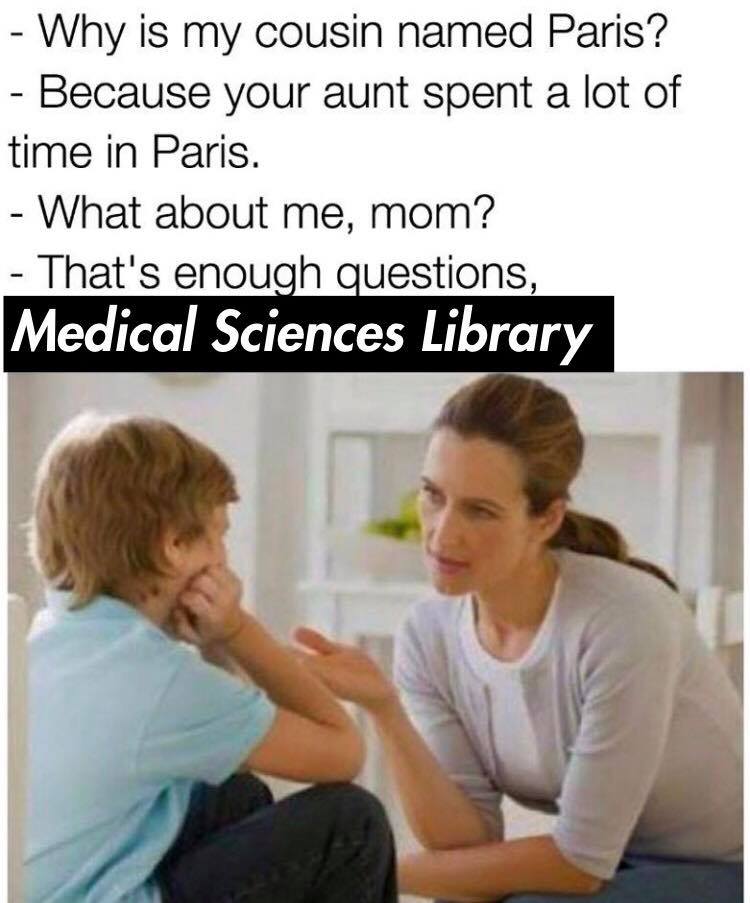 - Why is my cousin named Paris?
- Because your aunt spent a lot of
time in Paris.
- What about me, mom?
- That's enough questions,
Medical Sciences Library